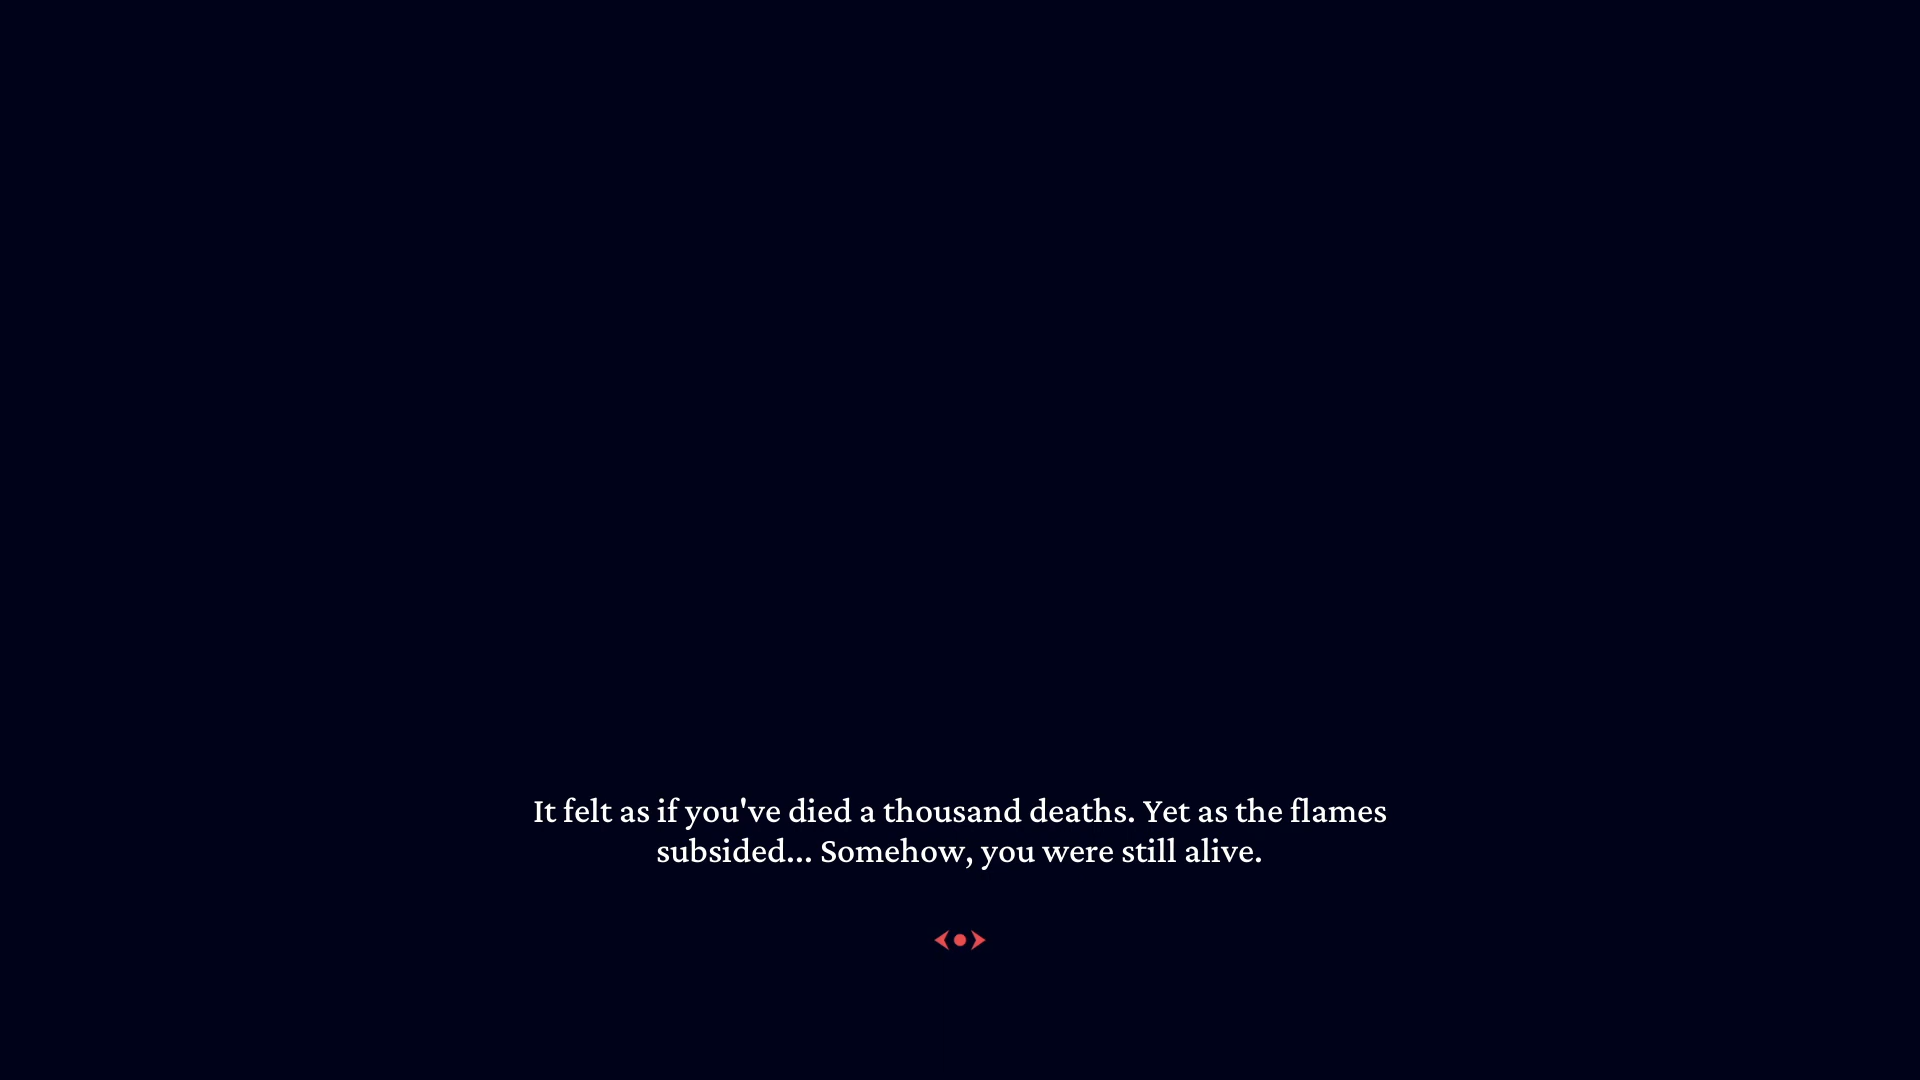 It felt as if you've died a thousand deaths. Yet as the flames
subsided... Somehow, you were still alive.